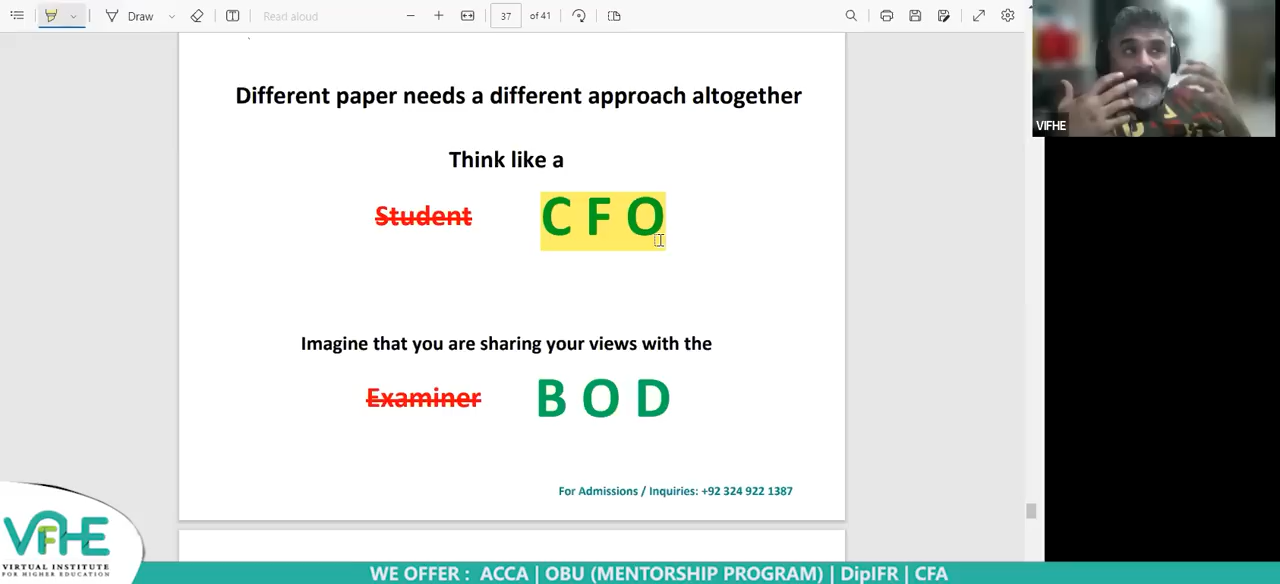 Draw
Read aloud
37
of 41
Different paper needs a different approach altogether
Think like a
Student C F O
Imagine that you are sharing your views with the
Examiner B O D
For Admissions / Inquiries: +92 324 922 1387
VIFHE
VIFHE
VIRTUAL INSTITUTE
FOR HIGHER EDUCATION
WE OFFER : ACCA | OBU (MENTORSHIP PROGRAM) | DipIFR | CFA